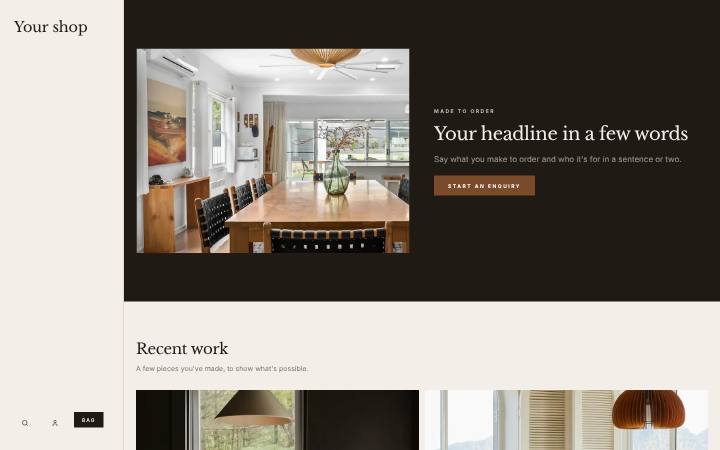 Your shop
MADE TO ORDER
Your headline in a few words
Say what you make to order and who it's for in a sentence or two.
START AN ENQUIRY
Recent work
A few pieces you've made, to show what's possible.
BAG